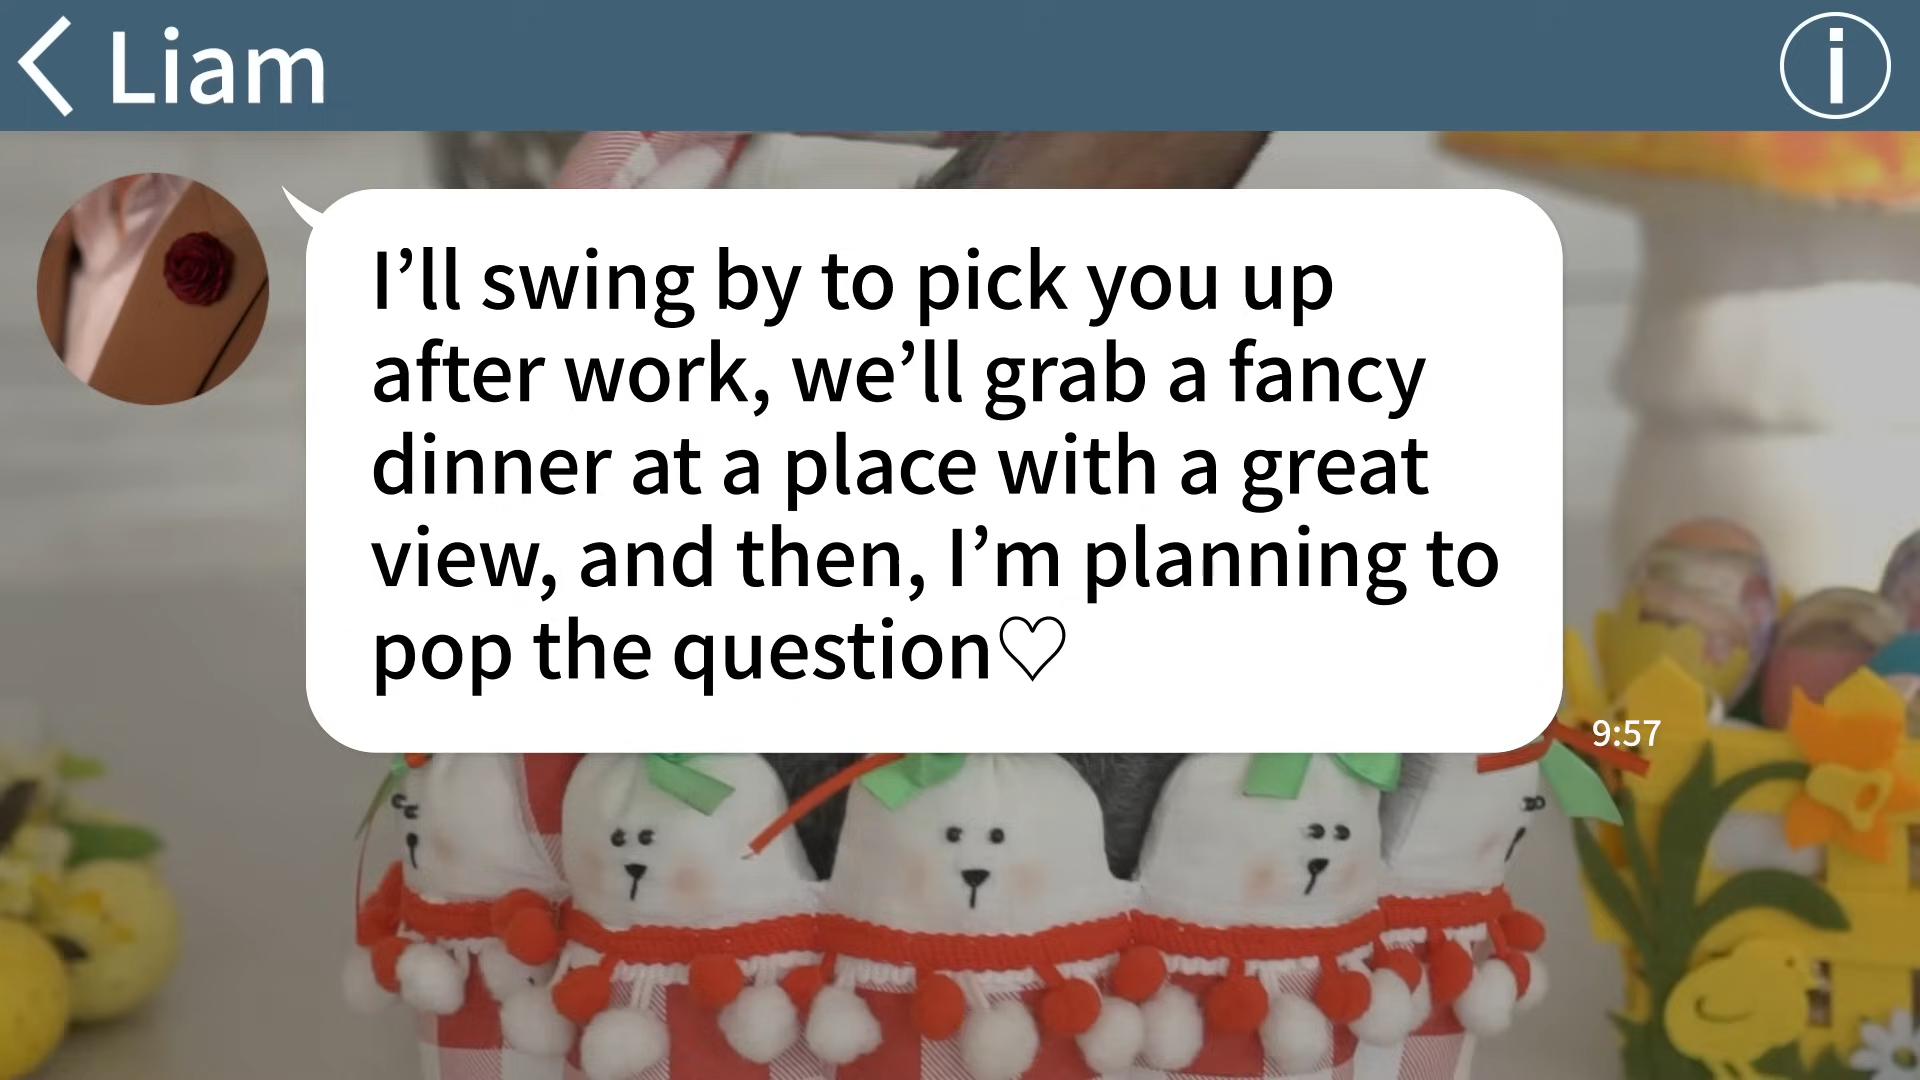 Liam
I’ll swing by to pick you up
after work, we’ll grab a fancy
dinner at a place with a great
view, and then, I’m planning to
pop the question♡
9:57